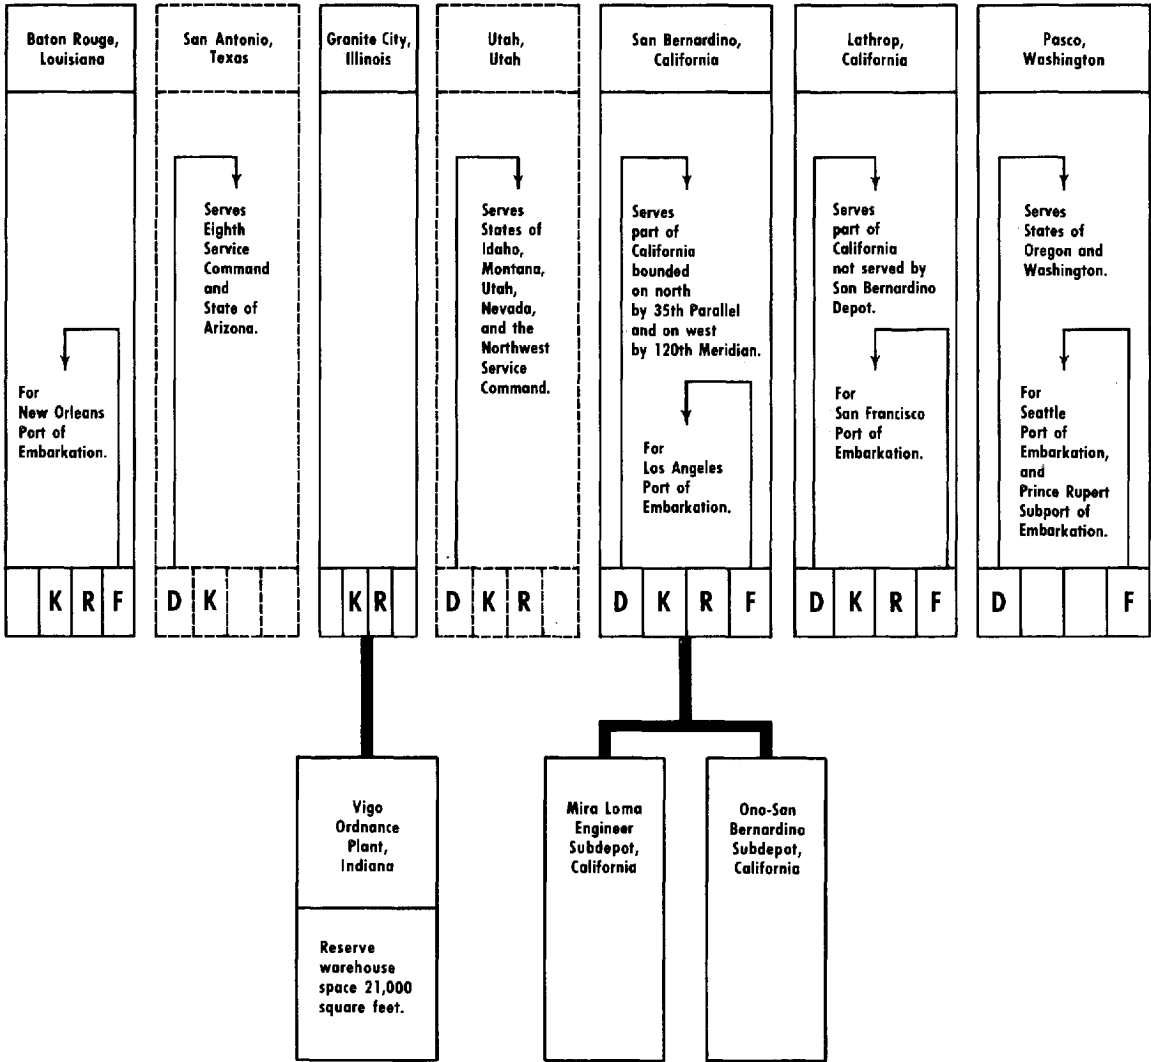 Baton Rouge,
Louisiana
San Antonio,
Texas
Granite City,
Illinois
Utah,
Utah
San Bernardino,
California
Lathrop,
California
Pasco,
Washington
For
New Orleans
Port of
Embarkation.
Serves
Eighth
Service
Command
and
State of
Arizona.
Serves
States of
Idaho,
Montana,
Utah,
Nevada,
and the
Northwest
Service
Command.
Serves
part of
California
bounded
on north
by 35th Parallel
and on west
by 120th Meridian.
For
Los Angeles
Port of
Embarkation.
Serves
part of
California
not served by
San Bernardino
Depot.
For
San Francisco
Port of
Embarkation.
Serves
States of
Oregon and
Washington.
For
Seattle
Port of
Embarkation,
and
Prince Rupert
Subport of
Embarkation.
K R F
D K
K R
D K R
D K R F
D K R F
D F
Vigo
Ordnance
Plant,
Indiana
Reserve
warehouse
space 21,000
square feet.
Mira Loma
Engineer
Subdepot,
California
Ono-San
Bernardino
Subdepot,
California